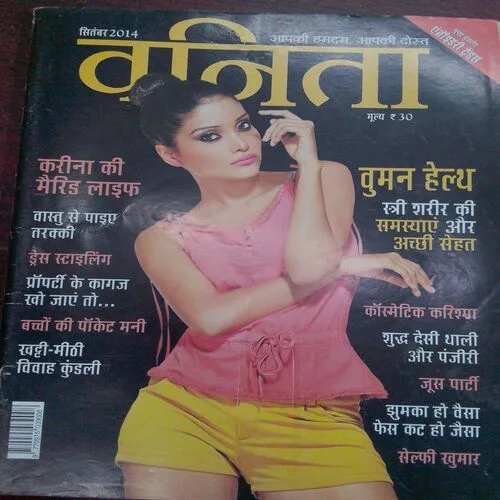 सितंबर 2014
आपकी हमदम, आपकी दोस्त
वनिता
एंब्रॉइडरी ट्रेंड्स
मूल्य ₹ 30
करीना की
मैरिड लाइफ
वास्तु से पाइए
तरक्की
ड्रेस स्टाइलिंग
प्रॉपर्टी के कागज
खो जाएं तो...
बच्चों की पॉकेट मनी
खट्टी-मीठी
विवाह कुंडली
वुमन हेल्थ
स्त्री शरीर की
समस्याएं और
अच्छी सेहत
कॉस्मेटिक करिश्मा
शुद्ध देसी थाली
और पंजीरी
जूस पार्टी
झुमका हो वैसा
फेस कट हो जैसा
सेल्फी खुमार